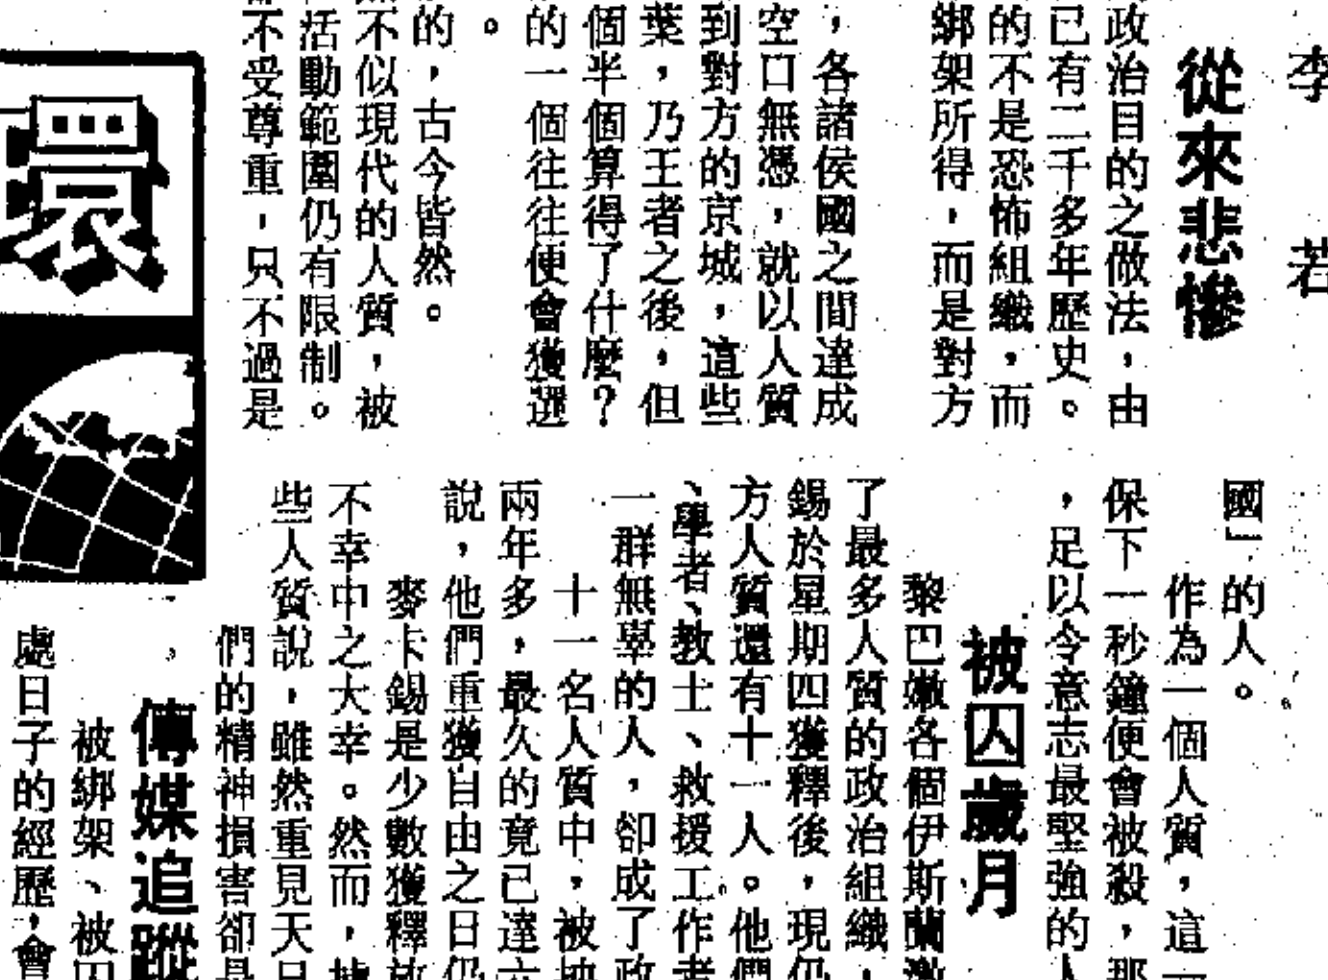 李若
從來悲慘
政治目的之做法，由
已有二千多年歷史。
的不是恐怖組織，而
綁架所得，而是對方
，各諸侯國之間達成
空口無憑，就以人質
到對方的京城，這些
葉，乃王者之後，但
個半個算得了什麼？
的一個往往便會獲選
。
的，古今皆然。
不似現代的人質，被
活動範圍仍有限制。
不受尊重，只不過是
環
國」的人。
作為一個人質，這
保下一秒鐘便會被殺，那
，足以令意志最堅強的人
被囚歲月
黎巴嫩各個伊斯蘭激
了最多人質的政治組織，
錫於星期四獲釋後，現仍
方人質還有十一人。他們
、學者、教士、救援工作者
一群無辜的人，卻成了政
十一名人質中，被
兩年多，最久的竟已達六
說，他們重獲自由之日仍
麥卡錫是少數獲釋
不幸中之大幸。然而，據
些人質說，雖然重見天日
們的精神損害卻是
傳媒追蹤
被綁架、被囚
處日子的經歷，會